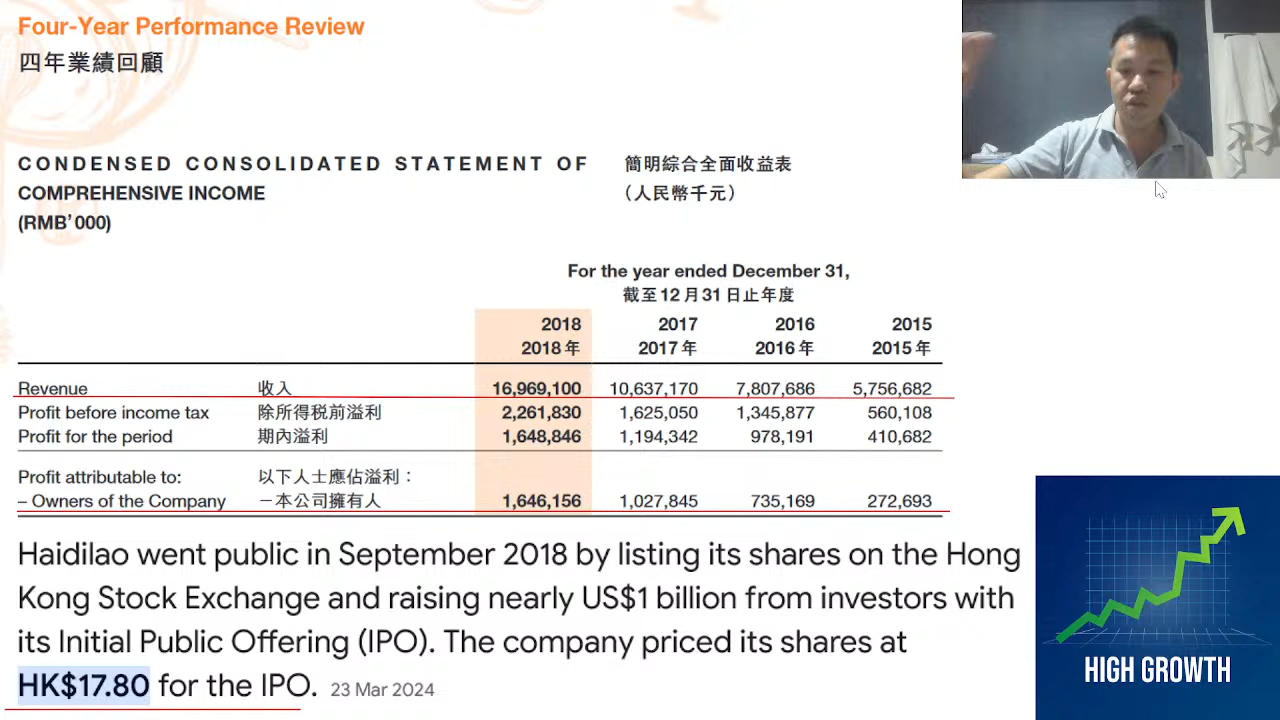 Four-Year Performance Review
四年業績回顧
CONDENSED CONSOLIDATED STATEMENT OF 簡明綜合全面收益表
COMPREHENSIVE INCOME （人民幣千元）
(RMB’000)
For the year ended December 31,
截至12月31日止年度
2018 2017 2016 2015
2018年 2017年 2016年 2015年
Revenue 收入 16,969,100 10,637,170 7,807,686 5,756,682
Profit before income tax 除所得税前溢利 2,261,830 1,625,050 1,345,877 560,108
Profit for the period 期內溢利 1,648,846 1,194,342 978,191 410,682
Profit attributable to: 以下人士應佔溢利：
– Owners of the Company －本公司擁有人 1,646,156 1,027,845 735,169 272,693
Haidilao went public in September 2018 by listing its shares on the Hong
Kong Stock Exchange and raising nearly US$1 billion from investors with
its Initial Public Offering (IPO). The company priced its shares at
HK$17.80 for the IPO. 23 Mar 2024
HIGH GROWTH